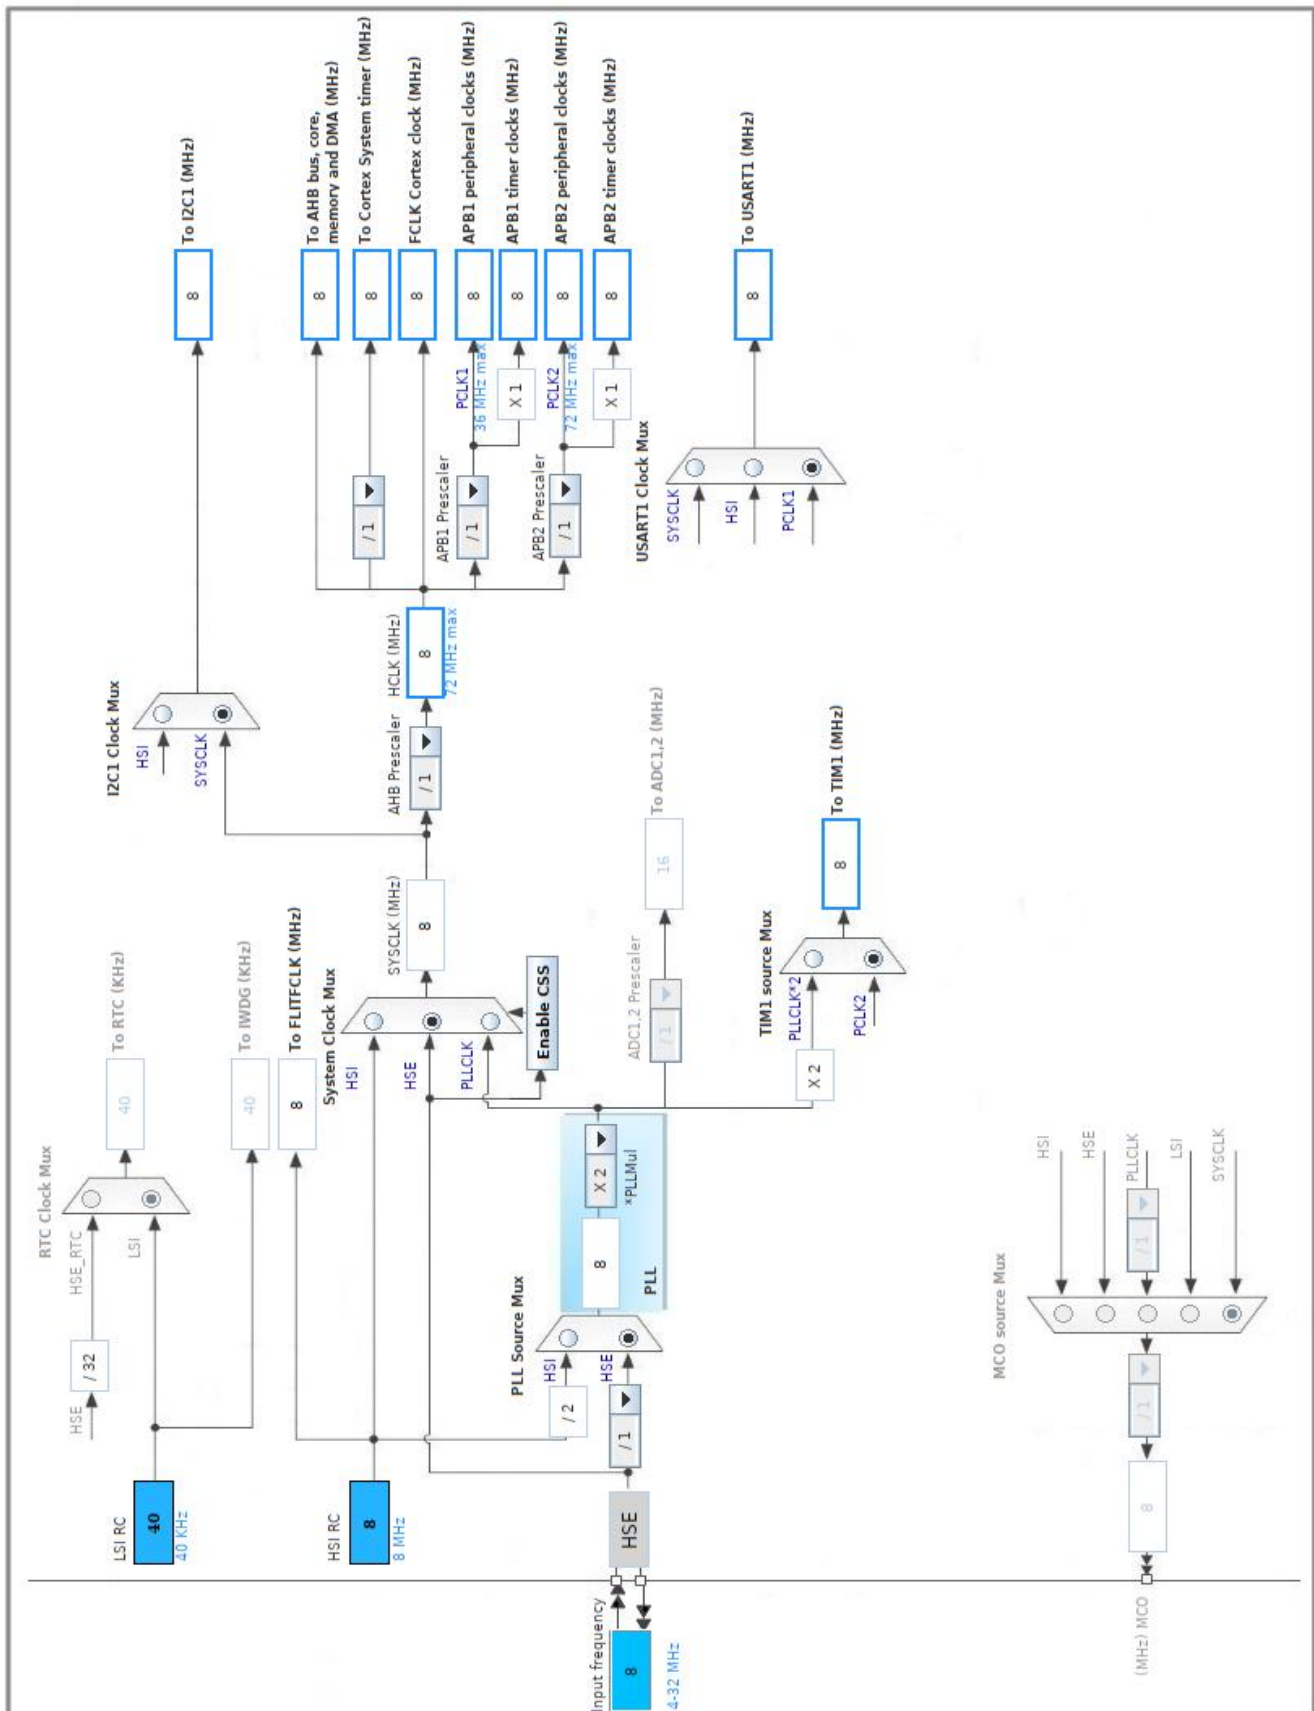 RTC Clock Mux
HSE
/ 32
HSE_RTC
To RTC (KHz)
40
LSI RC
40
40 KHz
LSI
To IWDG (KHz)
40
I2C1 Clock Mux
HSI
SYSCLK
To I2C1 (MHz)
8
HSI RC
8
8 MHz
To FLITFCLK (MHz)
8
System Clock Mux
HSI
HSE
PLLCLK
Enable CSS
SYSCLK (MHz)
8
AHB Prescaler
/ 1
HCLK (MHz)
8
72 MHz max
To AHB bus, core,
memory and DMA (MHz)
8
/ 1
To Cortex System timer (MHz)
8
FCLK Cortex clock (MHz)
8
APB1 Prescaler
/ 1
PCLK1
36 MHz max
APB1 peripheral clocks (MHz)
8
X 1
APB1 timer clocks (MHz)
8
APB2 Prescaler
/ 1
PCLK2
72 MHz max
APB2 peripheral clocks (MHz)
8
X 1
APB2 timer clocks (MHz)
8
Input frequency
8
4-32 MHz
HSE
PLL Source Mux
/ 2
HSI
/ 1
HSE
8
X 2
*PLLMul
PLL
ADC1,2 Prescaler
/ 1
To ADC1,2 (MHz)
16
USART1 Clock Mux
SYSCLK
HSI
PCLK1
To USART1 (MHz)
8
TIM1 source Mux
X 2
PLLCLK*2
PCLK2
To TIM1 (MHz)
8
MCO source Mux
HSI
HSE
PLLCLK
/ 1
LSI
SYSCLK
/ 1
8
(MHz) MCO